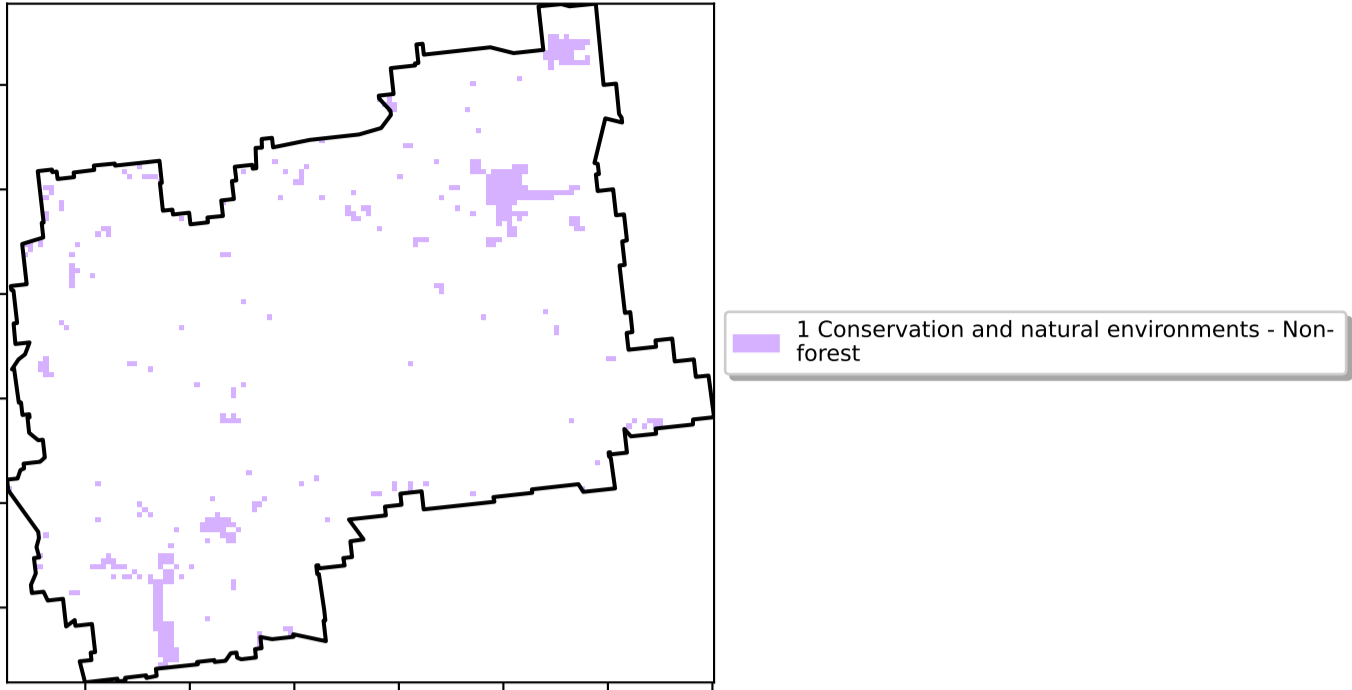 1 Conservation and natural environments - Non-
forest